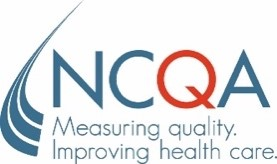 NCQA
Measuring quality.
Improving health care.